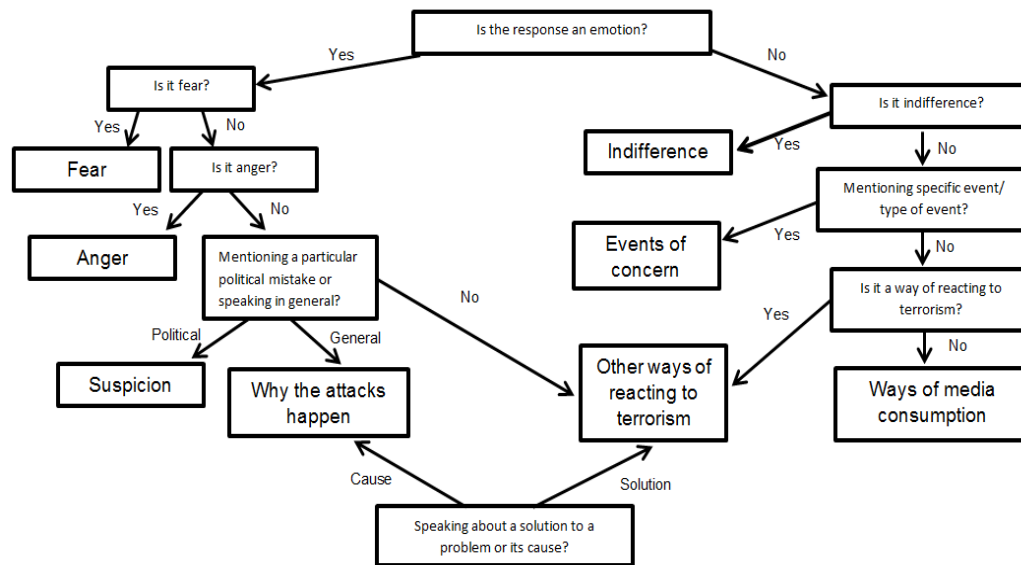 Is the response an emotion?
Yes
No
Is it fear?
Is it indifference?
Yes
No
Yes
Fear
Is it anger?
Indifference
No
Mentioning specific event/
type of event?
Yes
No
Yes
Anger
Events of
concern
No
Mentioning a particular
political mistake or
speaking in general?
No
Is it a way of reacting to
terrorism?
Yes
Political
General
No
Suspicion
Why the attacks
happen
Other ways of
reacting to
terrorism
Ways of media
consumption
Cause
Solution
Speaking about a solution to a
problem or its cause?